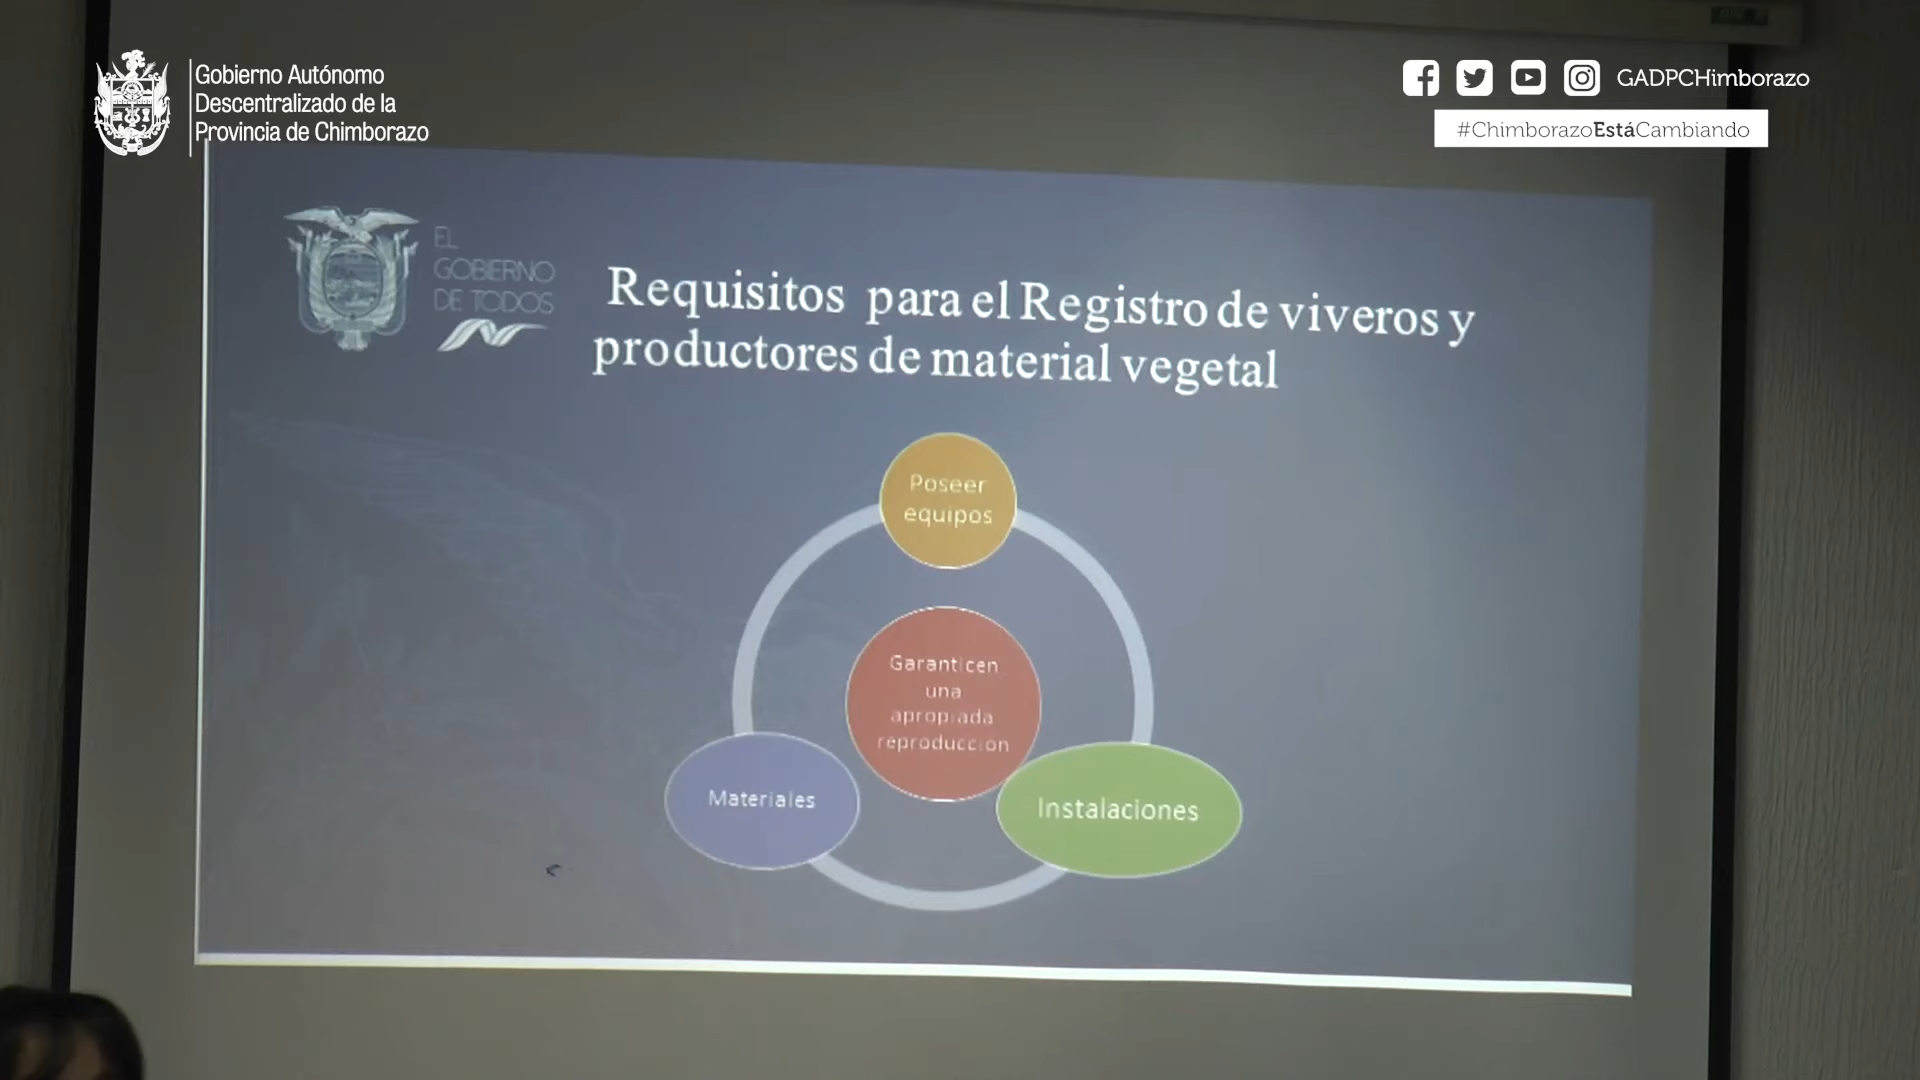 Gobierno Autónomo
Descentralizado de la
Provincia de Chimborazo
GADPCHimborazo
#ChimborazoEstáCambiando
EL
GOBIERNO
DE TODOS
Requisitos para el Registro de viveros y
productores de material vegetal
Poseer
equipos
Garanticen
una
apropiada
reproducción
Materiales
Instalaciones